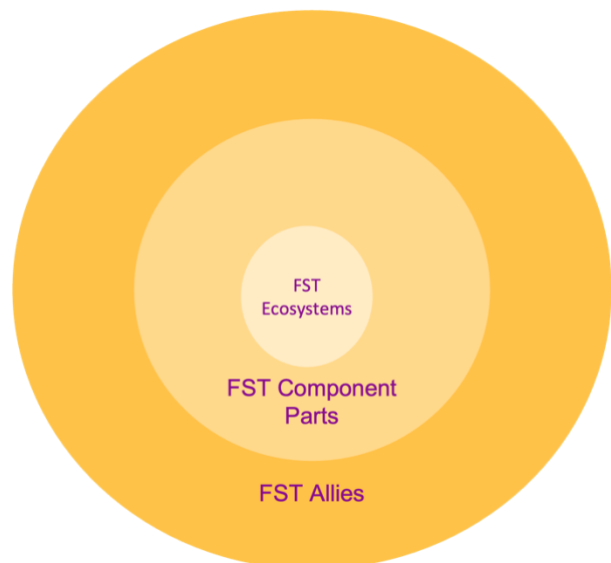 FST
Ecosystems
FST Component
Parts
FST Allies